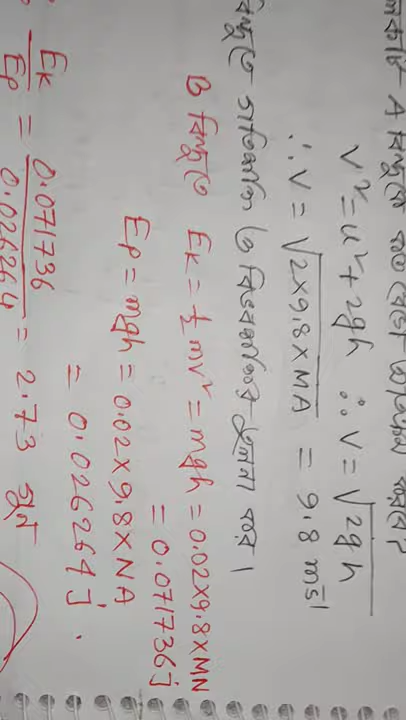 A বিন্দুতে কত বেগে
v² = u² + 2gh ∴ v = √2gh
∴ v = √2×9.8×MA = 9.8 ms⁻¹
বিন্দুতে গতিশক্তি ও বিভবশক্তির তুলনা কর।
B বিন্দুতে Ek = ½mv² = mgh = 0.02×9.8×MN
= 0.071736 j
Ep = mgh = 0.02×9.8×NA
= 0.026264 j.
Ek/Ep = 0.071736/0.026264 = 2.73 গুন